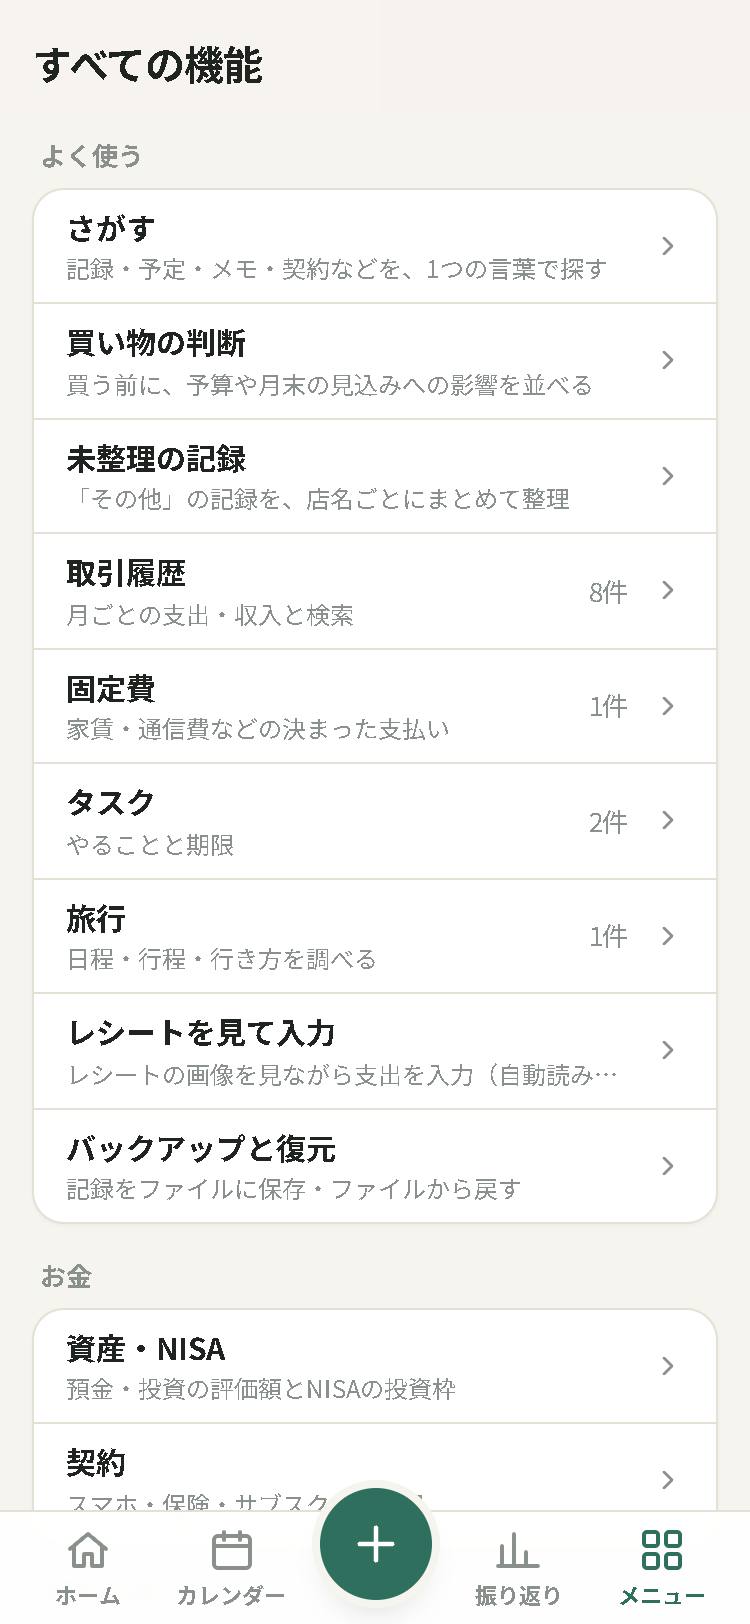 すべての機能
よく使う
さがす
記録・予定・メモ・契約などを、1つの言葉で探す
買い物の判断
買う前に、予算や月末の見込みへの影響を並べる
未整理の記録
「その他」の記録を、店名ごとにまとめて整理
取引履歴
8件
月ごとの支出・収入と検索
固定費
1件
家賃・通信費などの決まった支払い
タスク
2件
やることと期限
旅行
1件
日程・行程・行き方を調べる
レシートを見て入力
レシートの画像を見ながら支出を入力（自動読み…
バックアップと復元
記録をファイルに保存・ファイルから戻す
お金
資産・NISA
預金・投資の評価額とNISAの投資枠
契約
スマホ・保険・サブスク
ホーム
カレンダー
振り返り
メニュー